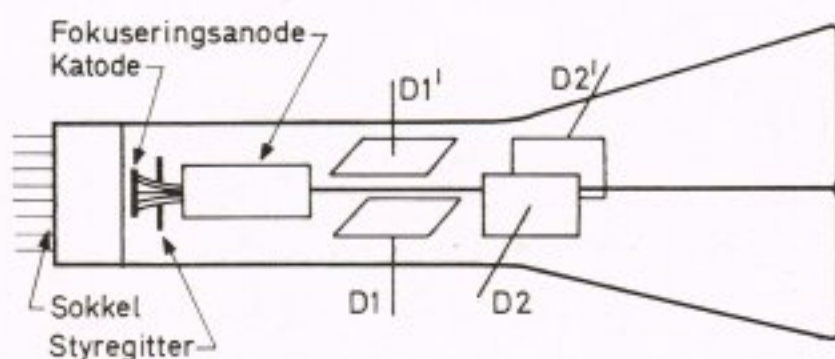 Fokuseringsanode
Katode
D1'
D2'
D1
D2
Sokkel
Styregitter